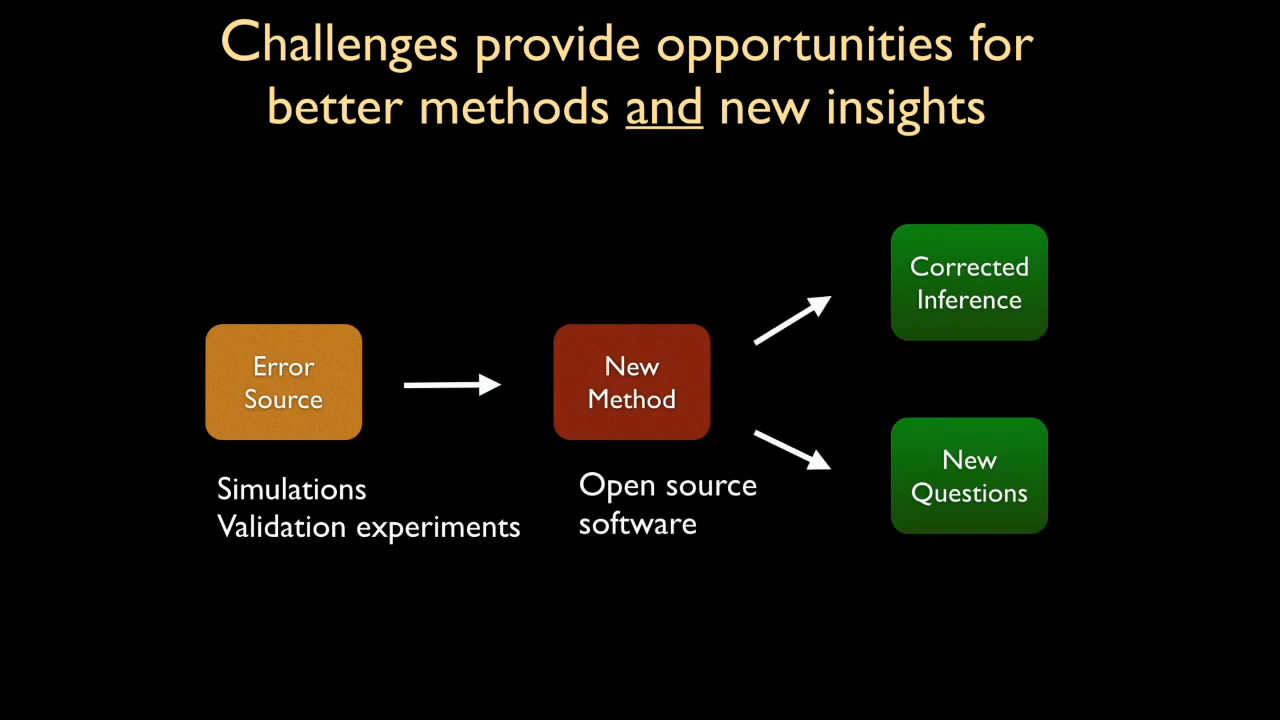 Challenges provide opportunities for
better methods and new insights
Error
Source
Simulations
Validation experiments
New
Method
Open source
software
Corrected
Inference
New
Questions